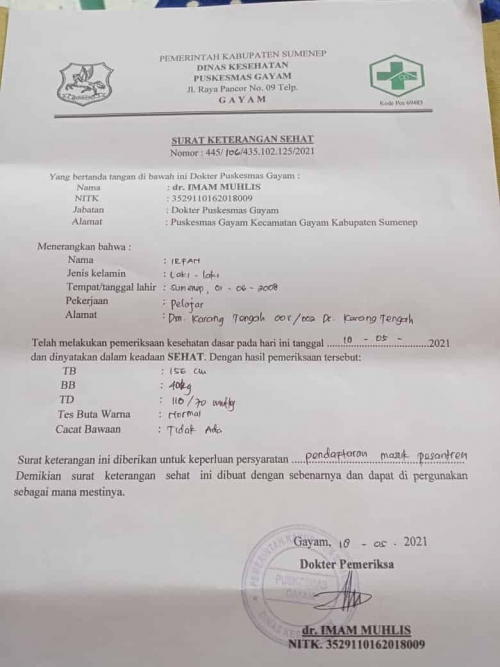 PEMERINTAH KABUPATEN SUMENEP
DINAS KESEHATAN
PUSKESMAS GAYAM
Jl. Raya Pancor No. 09 Telp.
GAYAM
Kode Pos 69483
SURAT KETERANGAN SEHAT
Nomor : 445/106/435.102.125/2021
Yang bertanda tangan di bawah ini Dokter Puskesmas Gayam :
Nama : dr. IMAM MUHLIS
NITK : 3529110162018009
Jabatan : Dokter Puskesmas Gayam
Alamat : Puskesmas Gayam Kecamatan Gayam Kabupaten Sumenep
Menerangkan bahwa :
Nama : IRFAN
Jenis kelamin : Laki - laki
Tempat/tanggal lahir : Sumenep, 01 - 06 - 2008
Pekerjaan : Pelajar
Alamat : Dsn. Karang Tengah 001/002 Ds. Karang Tengah
Telah melakukan pemeriksaan kesehatan dasar pada hari ini tanggal ....18 - 05 - ........2021
dan dinyatakan dalam keadaan SEHAT. Dengan hasil pemeriksaan tersebut:
TB : 156 cm
BB : 40kg
TD : 110/70 mmHg
Tes Buta Warna : Normal
Cacat Bawaan : Tidak Ada
Surat keterangan ini diberikan untuk keperluan persyaratan ....pendaptaran masuk pesantren
Demikian surat keterangan sehat ini dibuat dengan sebenarnya dan dapat di pergunakan
sebagai mana mestinya.
Gayam, 18 - 05 - 2021
Dokter Pemeriksa
PUSKESMAS
GAYAM
dr. IMAM MUHLIS
NITK. 3529110162018009